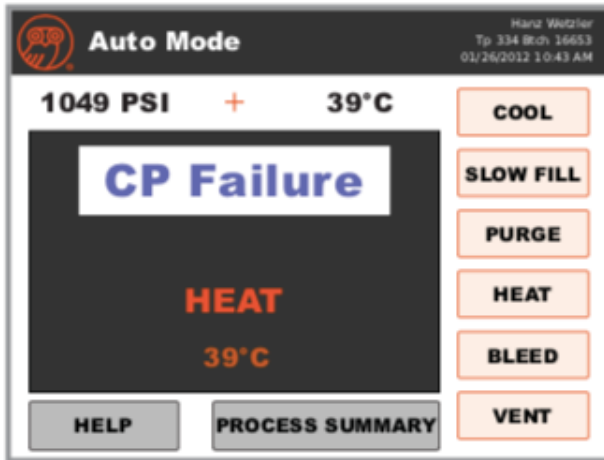 Auto Mode
Hanz Wetzler
Tp 334 Btch 16653
01/26/2012 10:43 AM
1049 PSI + 39°C
CP Failure
HEAT
39°C
COOL
SLOW FILL
PURGE
HEAT
BLEED
VENT
HELP
PROCESS SUMMARY